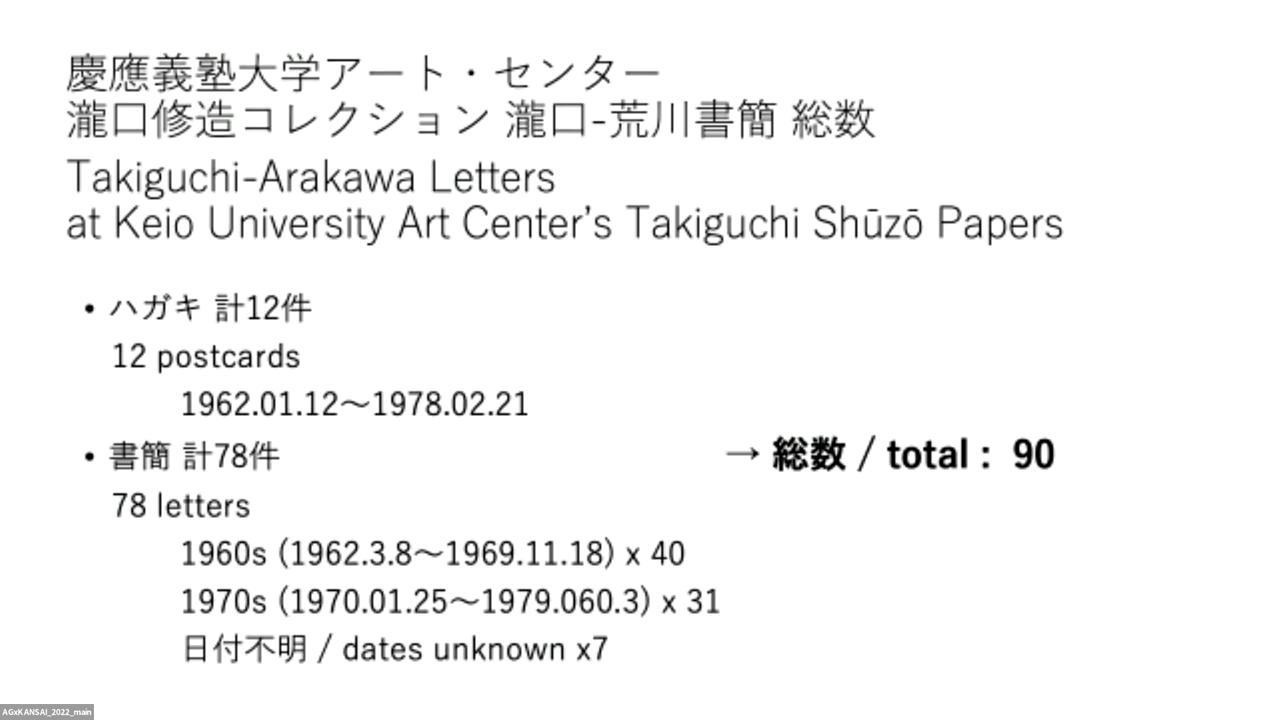 慶應義塾大学アート・センター
瀧口修造コレクション 瀧口-荒川書簡 総数
Takiguchi-Arakawa Letters
at Keio University Art Center’s Takiguchi Shūzō Papers
• ハガキ 計12件
12 postcards
1962.01.12〜1978.02.21
• 書簡 計78件
→ 総数 / total : 90
78 letters
1960s (1962.3.8〜1969.11.18) x 40
1970s (1970.01.25〜1979.060.3) x 31
日付不明 / dates unknown x7
AGxKANSAI_2022_main